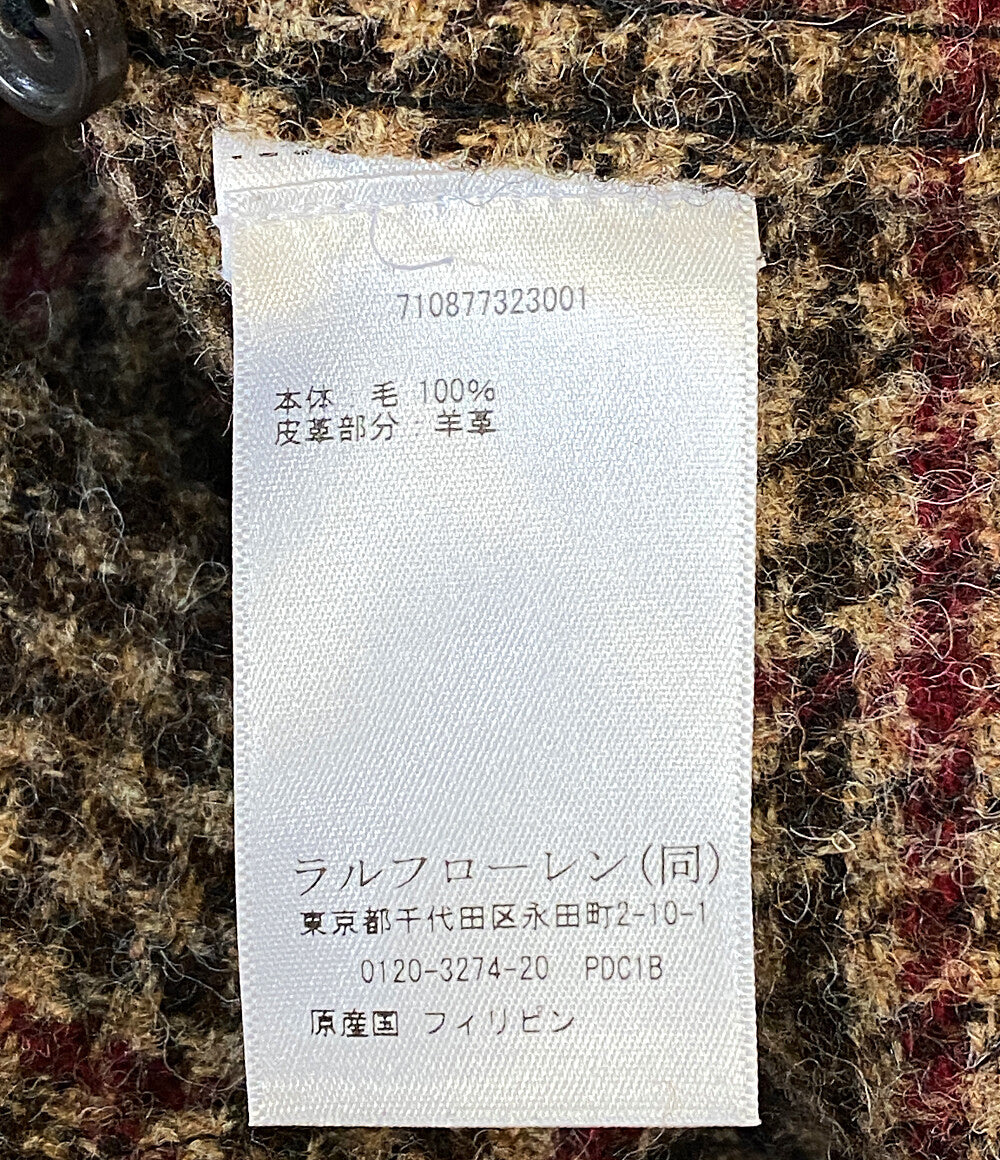 710877323001
本体 : 毛 100%
皮革部分 : 羊革
ラルフローレン(同)
東京都千代田区永田町2-10-1
0120-3274-20 PDC1B
原産国 フィリピン